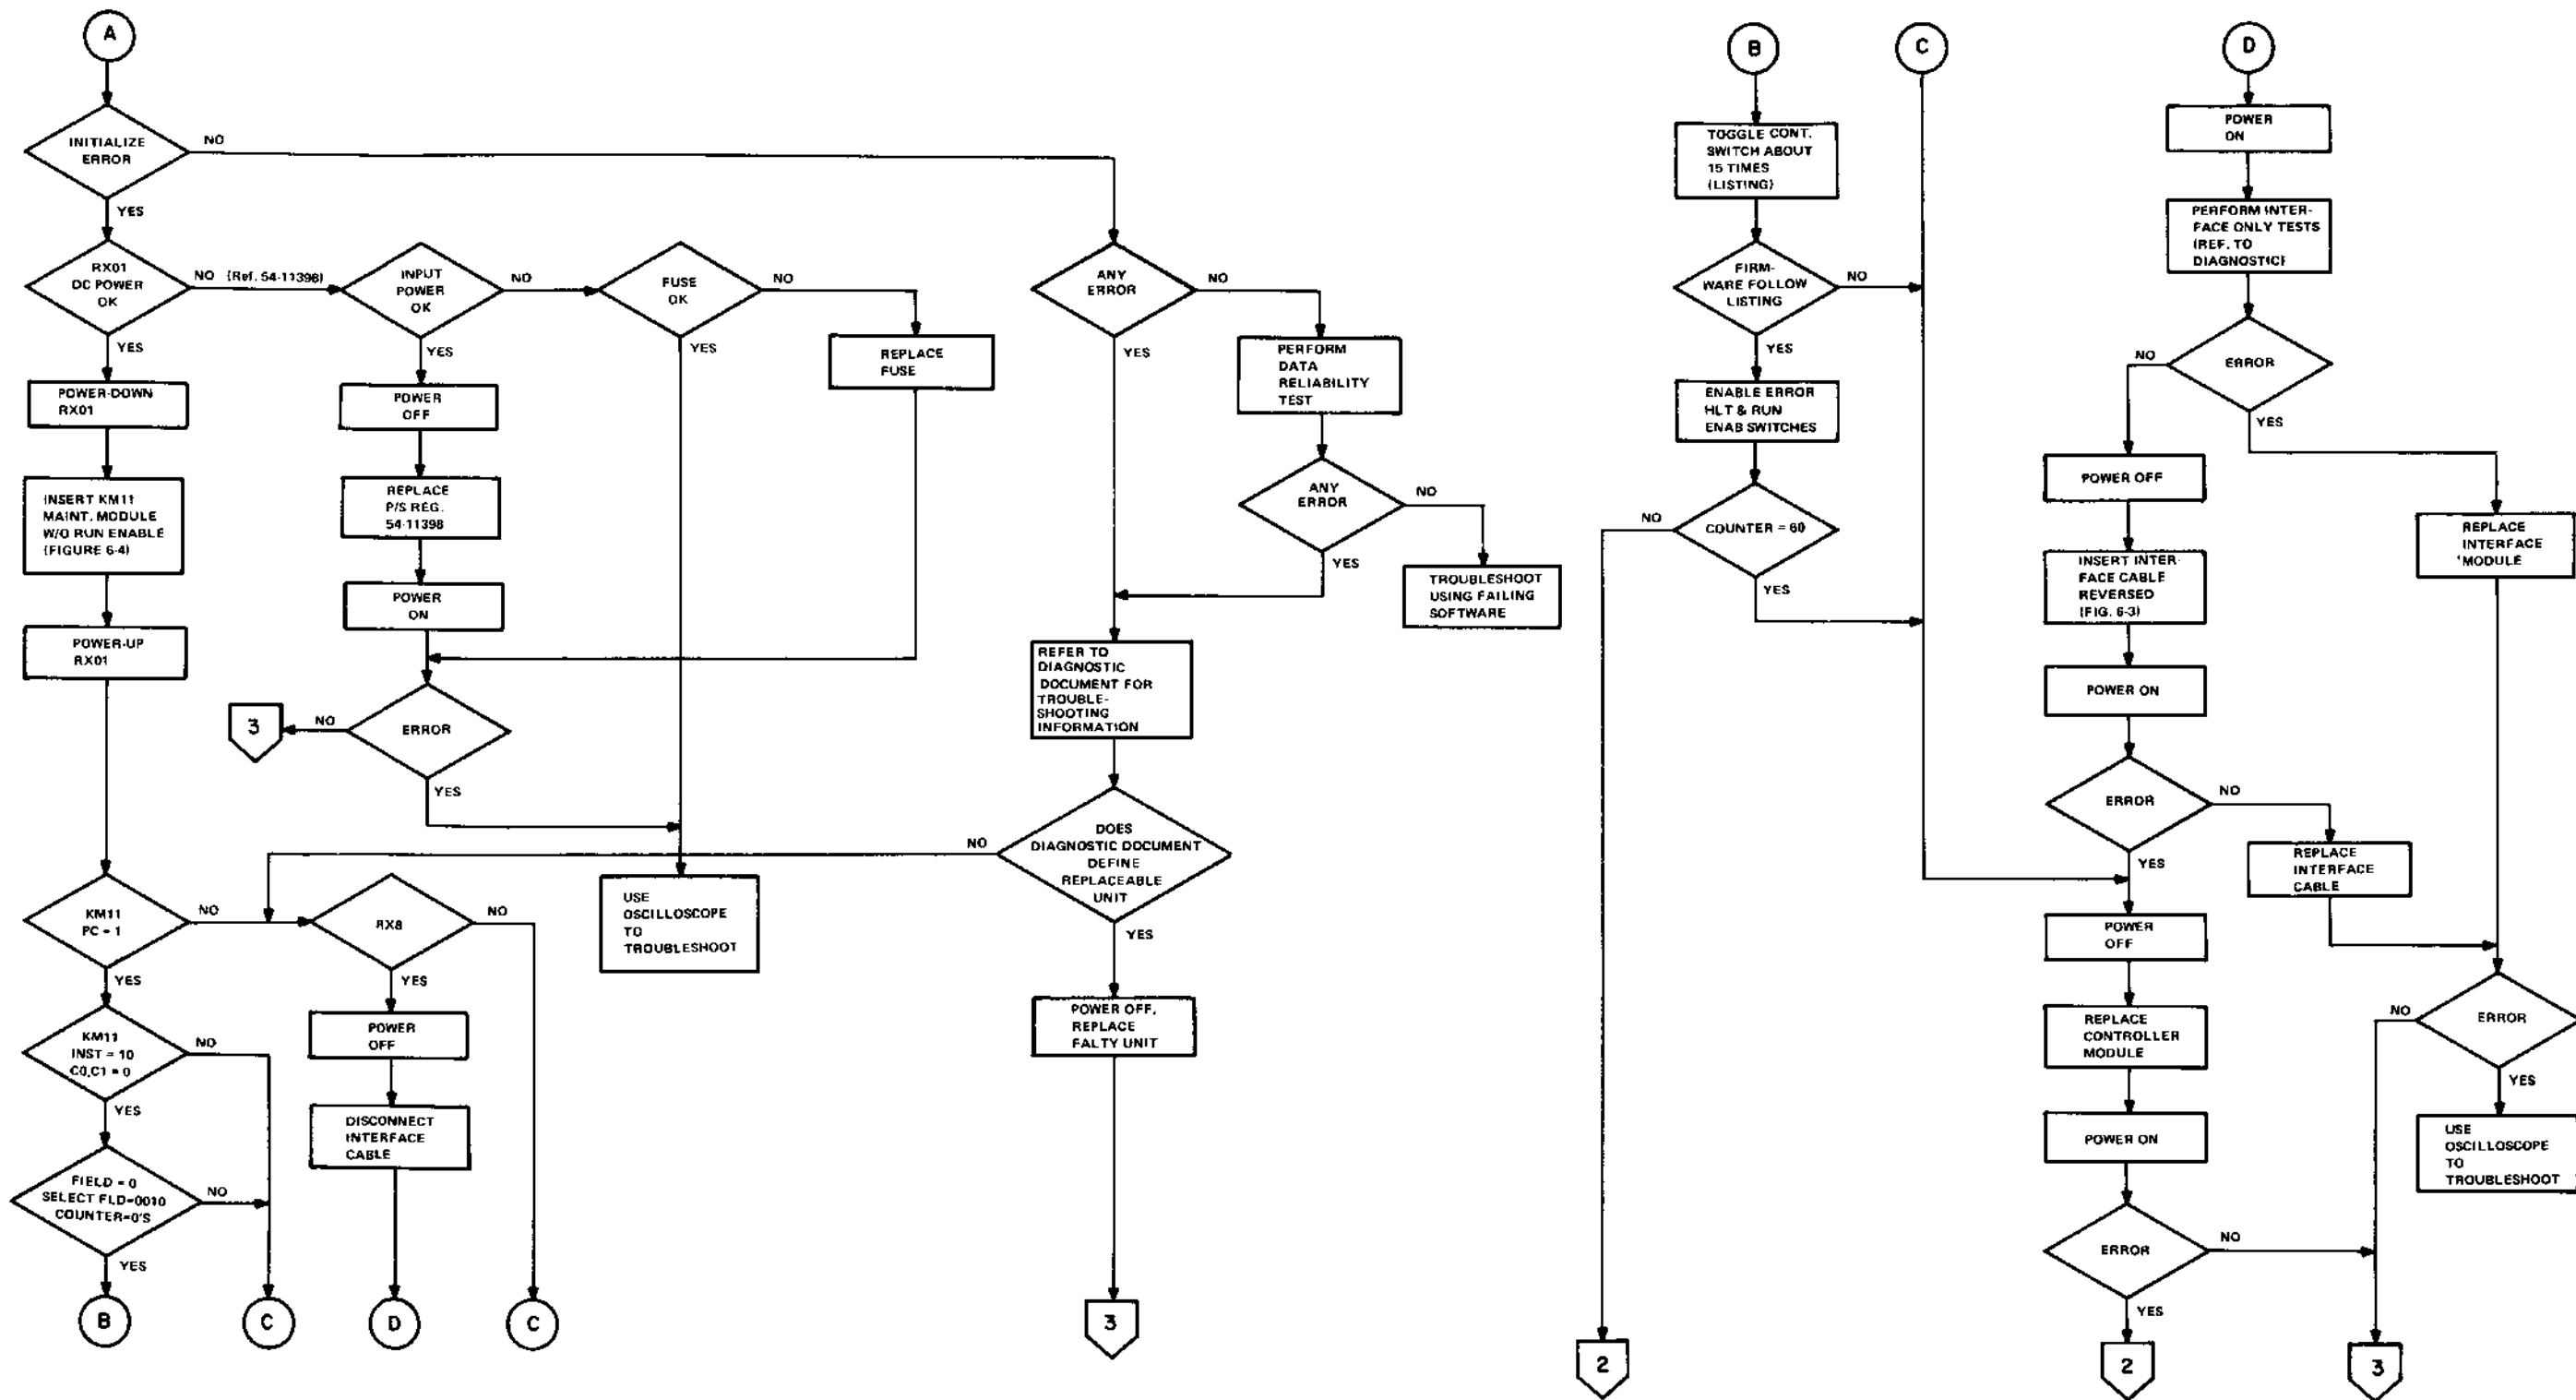 A
INITIALIZE
ERROR
NO
YES
RX01
DC POWER
OK
NO (Ref. 54-11398)
YES
POWER-DOWN
RX01
INSERT KM11
MAINT. MODULE
W/O RUN ENABLE
(FIGURE 6-4)
POWER-UP
RX01
KM11
PC = 1
NO
YES
KM11
INST = 10
C0,C1 = 0
NO
YES
FIELD = 0
SELECT FLD=0010
COUNTER=0'S
NO
YES
B
C
INPUT
POWER
OK
NO
YES
POWER
OFF
REPLACE
P/S REG.
54-11398
POWER
ON
ERROR
NO
3
YES
FUSE
OK
NO
YES
REPLACE
FUSE
USE
OSCILLOSCOPE
TO
TROUBLESHOOT
RX8
NO
YES
POWER
OFF
DISCONNECT
INTERFACE
CABLE
D
C
ANY
ERROR
NO
YES
PERFORM
DATA
RELIABILITY
TEST
ANY
ERROR
NO
YES
TROUBLESHOOT
USING FAILING
SOFTWARE
REFER TO
DIAGNOSTIC
DOCUMENT FOR
TROUBLE-
SHOOTING
INFORMATION
DOES
DIAGNOSTIC DOCUMENT
DEFINE
REPLACEABLE
UNIT
NO
YES
POWER OFF,
REPLACE
FALTY UNIT
3
B
TOGGLE CONT.
SWITCH ABOUT
15 TIMES
(LISTING)
FIRM-
WARE FOLLOW
LISTING
NO
YES
ENABLE ERROR
HLT & RUN
ENAB SWITCHES
COUNTER = 60
NO
YES
2
C
D
POWER
ON
PERFORM INTER-
FACE ONLY TESTS
(REF. TO
DIAGNOSTIC)
ERROR
NO
YES
POWER OFF
INSERT INTER-
FACE CABLE
REVERSED
(FIG. 6-3)
POWER ON
ERROR
NO
YES
REPLACE
INTERFACE
CABLE
POWER
OFF
REPLACE
CONTROLLER
MODULE
POWER ON
ERROR
NO
YES
2
REPLACE
INTERFACE
'MODULE
ERROR
NO
YES
USE
OSCILLOSCOPE
TO
TROUBLESHOOT
3